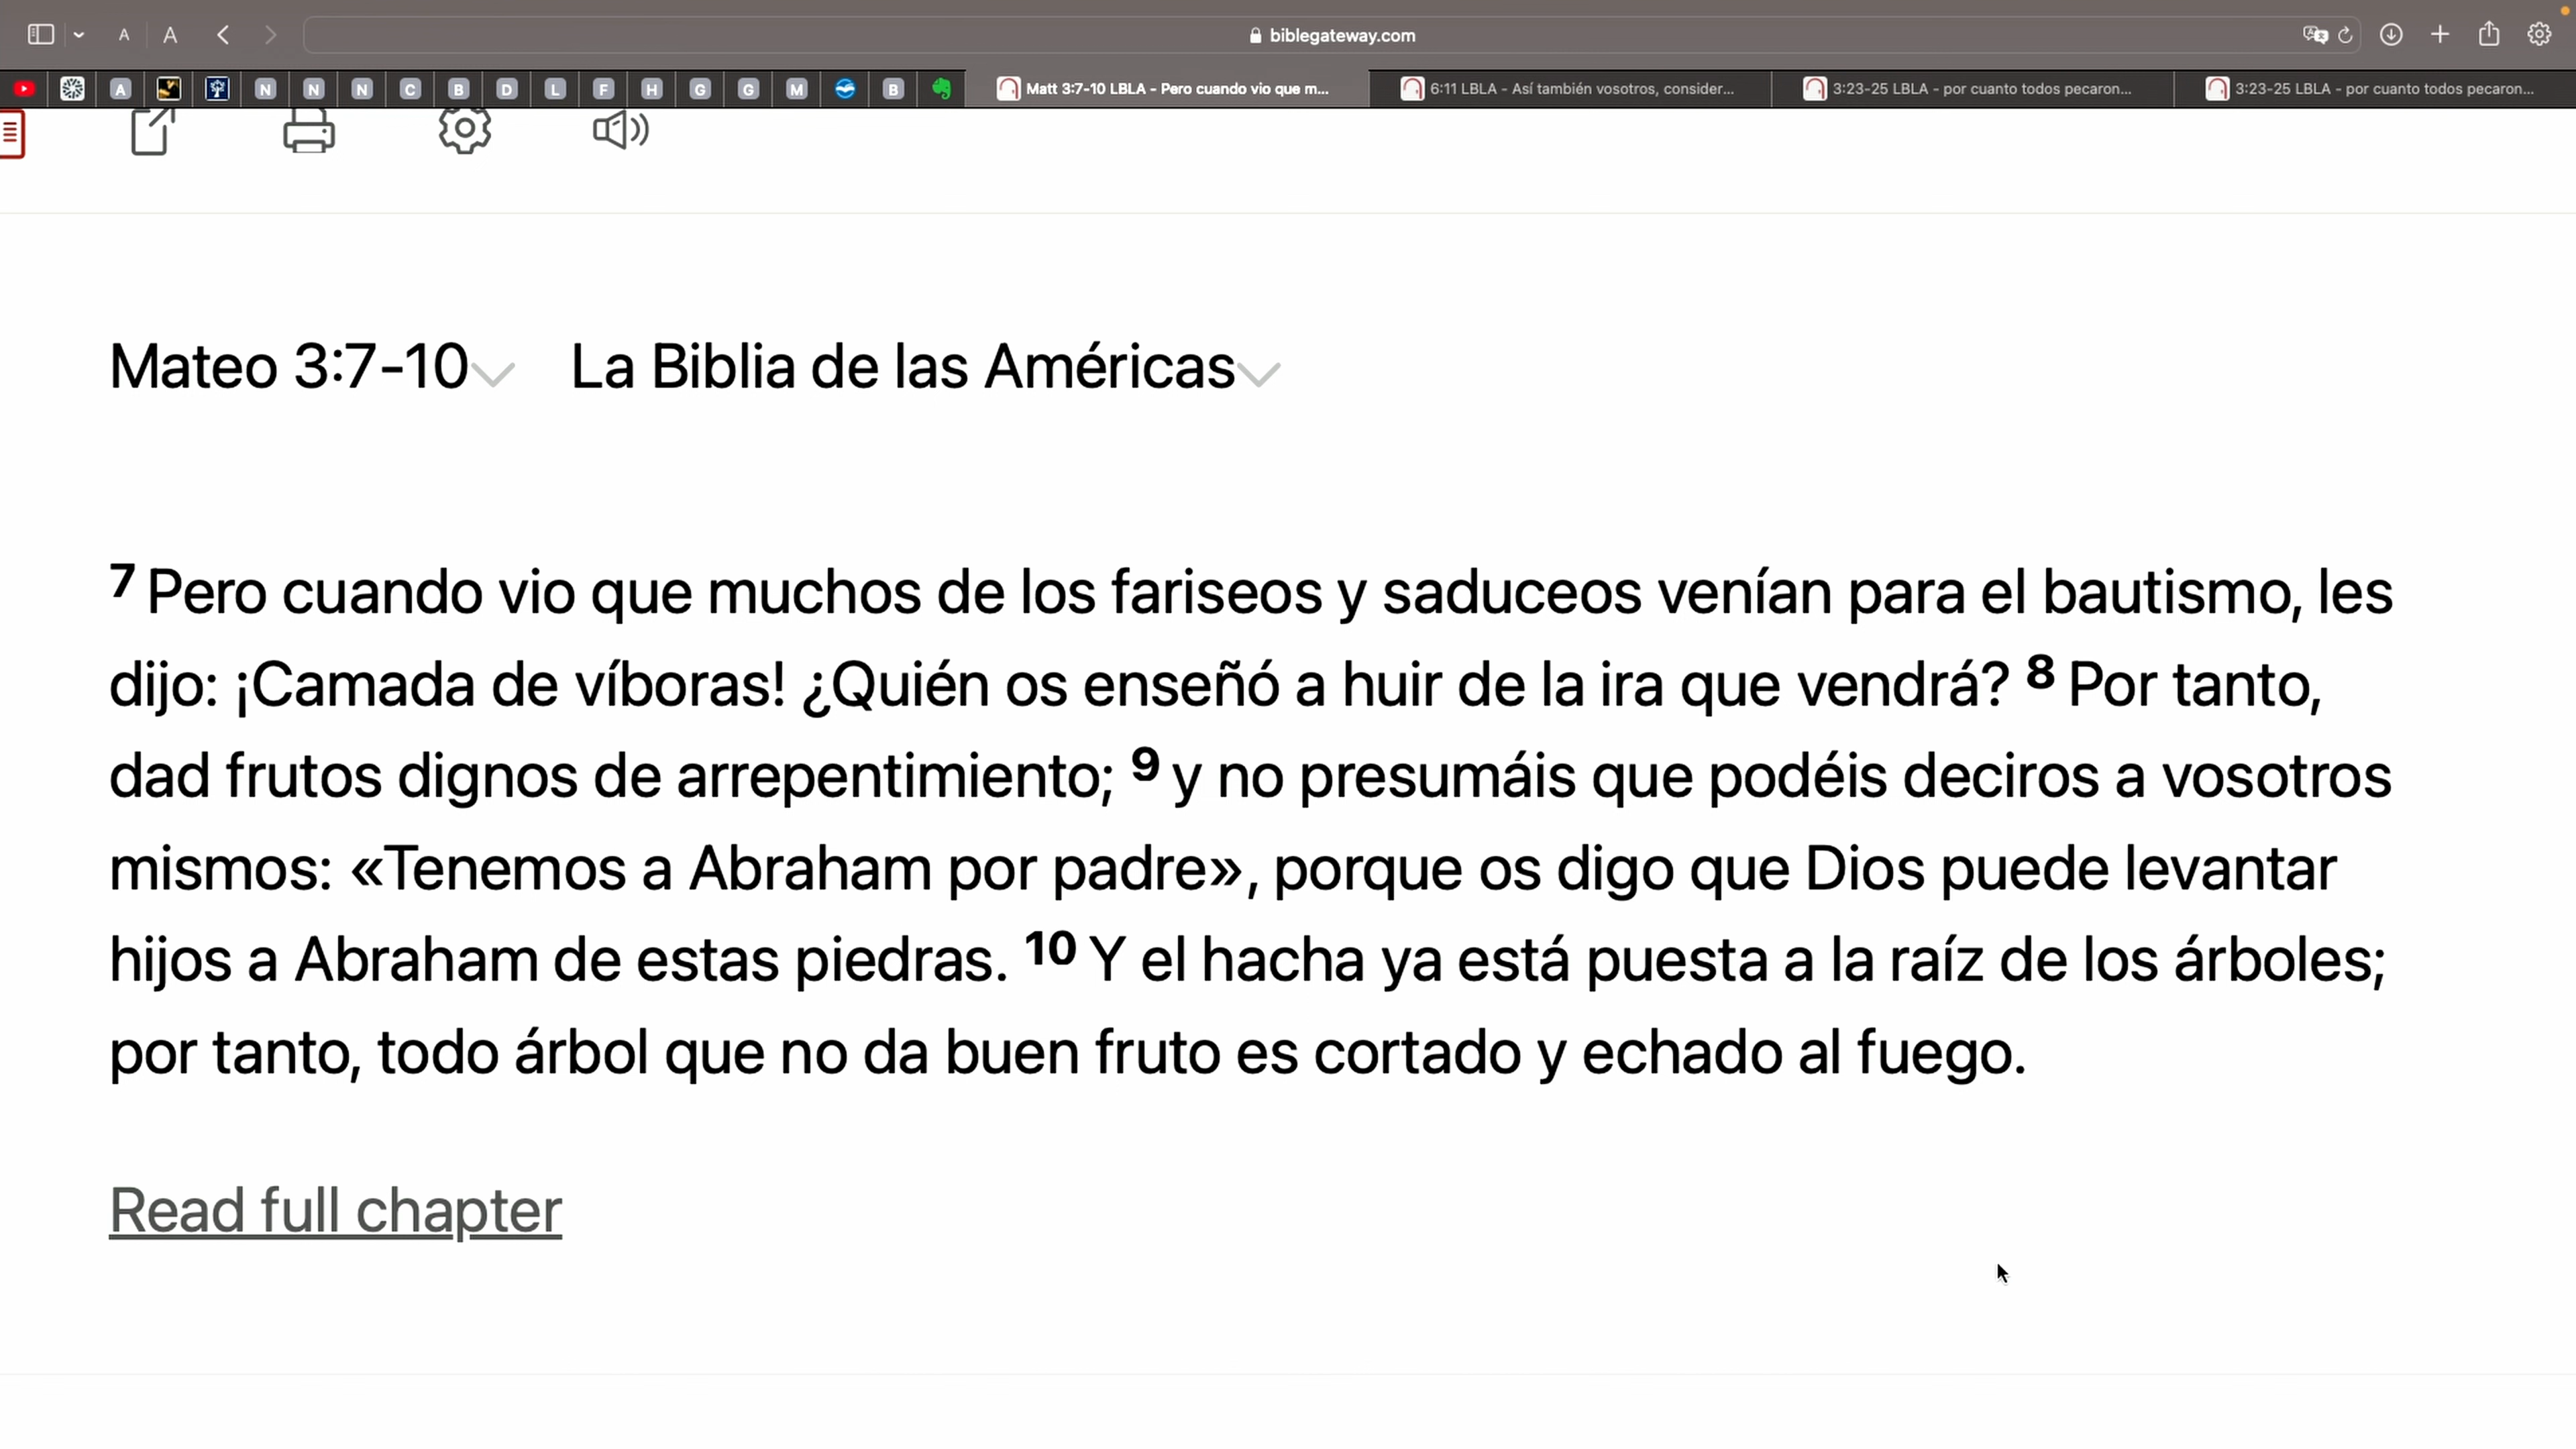 A A biblegateway.com
A N N N C B D L F H G G M B Matt 3:7-10 LBLA - Pero cuando vio que m... 6:11 LBLA - Así también vosotros, consider... 3:23-25 LBLA - por cuanto todos pecaron... 3:23-25 LBLA - por cuanto todos pecaron...
Mateo 3:7-10 La Biblia de las Américas
7 Pero cuando vio que muchos de los fariseos y saduceos venían para el bautismo, les
dijo: ¡Camada de víboras! ¿Quién os enseñó a huir de la ira que vendrá? 8 Por tanto,
dad frutos dignos de arrepentimiento; 9 y no presumáis que podéis deciros a vosotros
mismos: «Tenemos a Abraham por padre», porque os digo que Dios puede levantar
hijos a Abraham de estas piedras. 10 Y el hacha ya está puesta a la raíz de los árboles;
por tanto, todo árbol que no da buen fruto es cortado y echado al fuego.
Read full chapter